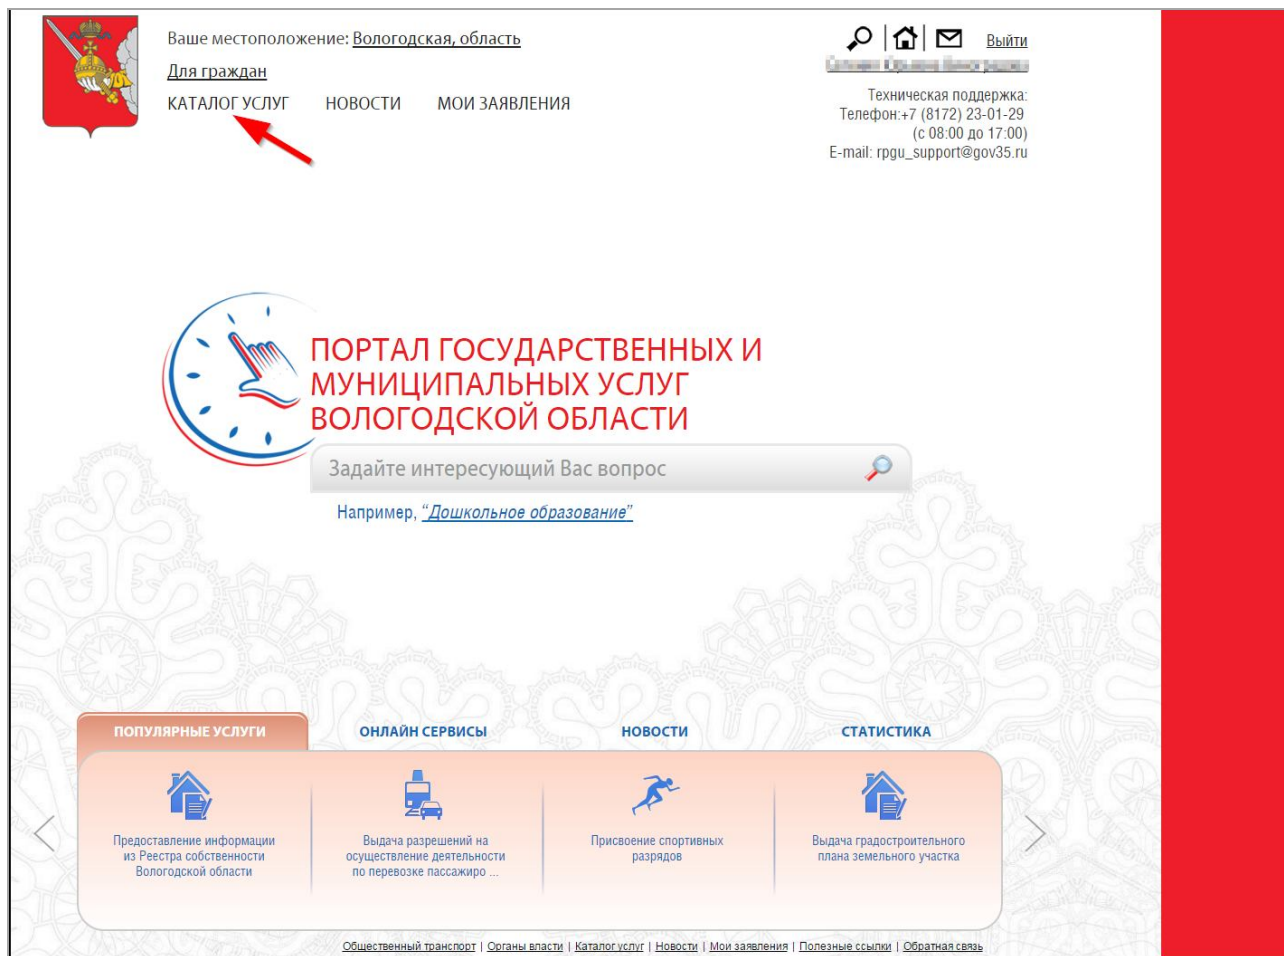 Ваше местоположение: Вологодская, область
Для граждан
КАТАЛОГ УСЛУГ НОВОСТИ МОИ ЗАЯВЛЕНИЯ
Выйти
Техническая поддержка:
Телефон:+7 (8172) 23-01-29
(с 08:00 до 17:00)
E-mail: rpgu_support@gov35.ru
ПОРТАЛ ГОСУДАРСТВЕННЫХ И
МУНИЦИПАЛЬНЫХ УСЛУГ
ВОЛОГОДСКОЙ ОБЛАСТИ
Задайте интересующий Вас вопрос
Например, “Дошкольное образование”
ПОПУЛЯРНЫЕ УСЛУГИ ОНЛАЙН СЕРВИСЫ НОВОСТИ СТАТИСТИКА
Предоставление информации
из Реестра собственности
Вологодской области
Выдача разрешений на
осуществление деятельности
по перевозке пассажиро ...
Присвоение спортивных
разрядов
Выдача градостроительного
плана земельного участка
Общественный транспорт | Органы власти | Каталог услуг | Новости | Мои заявления | Полезные ссылки | Обратная связь